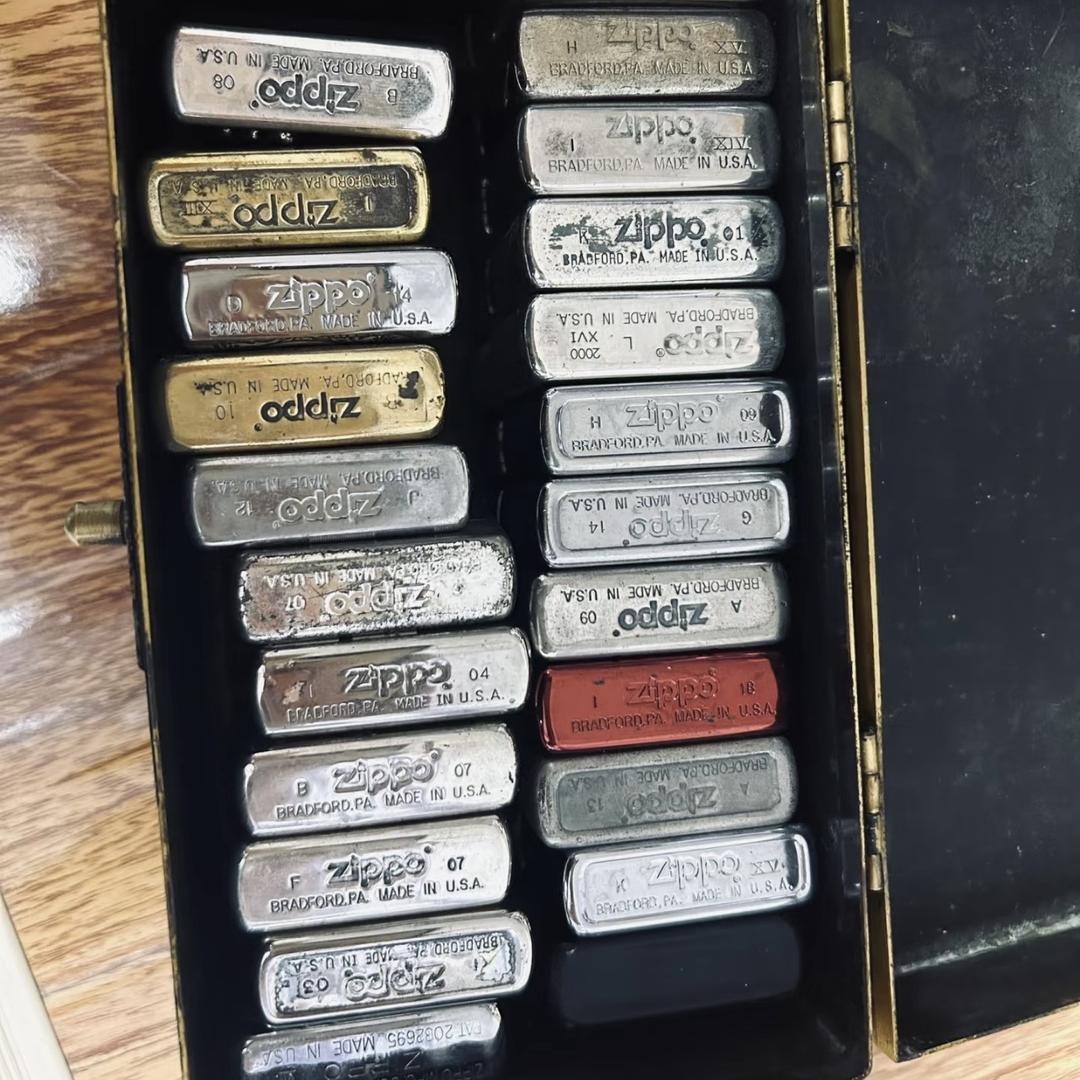 B zippo 08
BRADFORD,PA. MADE IN U.S.A.
I zippo XIII
BRADFORD,PA. MADE IN U.S.A.
D zippo 14
BRADFORD,PA. MADE IN U.S.A.
zippo 10
MADE IN U.S.A.
J zippo 12
BRADFORD,PA. MADE IN U.S.A.
zippo 07
MADE IN U.S.A.
zippo 04
BRADFORD,PA. MADE IN U.S.A.
B zippo 07
BRADFORD,PA. MADE IN U.S.A.
F zippo 07
BRADFORD,PA. MADE IN U.S.A.
zippo 03
BRADFORD,PA. MADE IN U.S.A.
MADE IN
H zippo
BRADFORD,PA. MADE IN U.S.A.
I zippo
BRADFORD,PA. MADE IN U.S.A.
K zippo 01
BRADFORD,PA. MADE IN U.S.A.
zippo® L 2000
XVI
MADE IN U.S.A.
H zippo 09
BRADFORD,PA. MADE IN U.S.A.
G zippo 14
BRADFORD,PA. MADE IN U.S.A.
A zippo 09
BRADFORD,PA. MADE IN U.S.A.
I zippo 18
BRADFORD,PA. MADE IN U.S.A.
A zippo 13
BRADFORD,PA. MADE IN U.S.A.
zippo XV
BRADFORD,PA. MADE IN U.S.A.